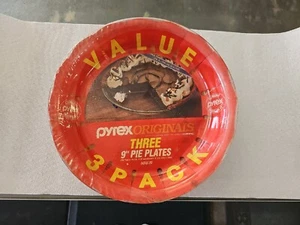 VALUE
pyrex ORIGINALS
THREE
9" PIE PLATES
3 PACK